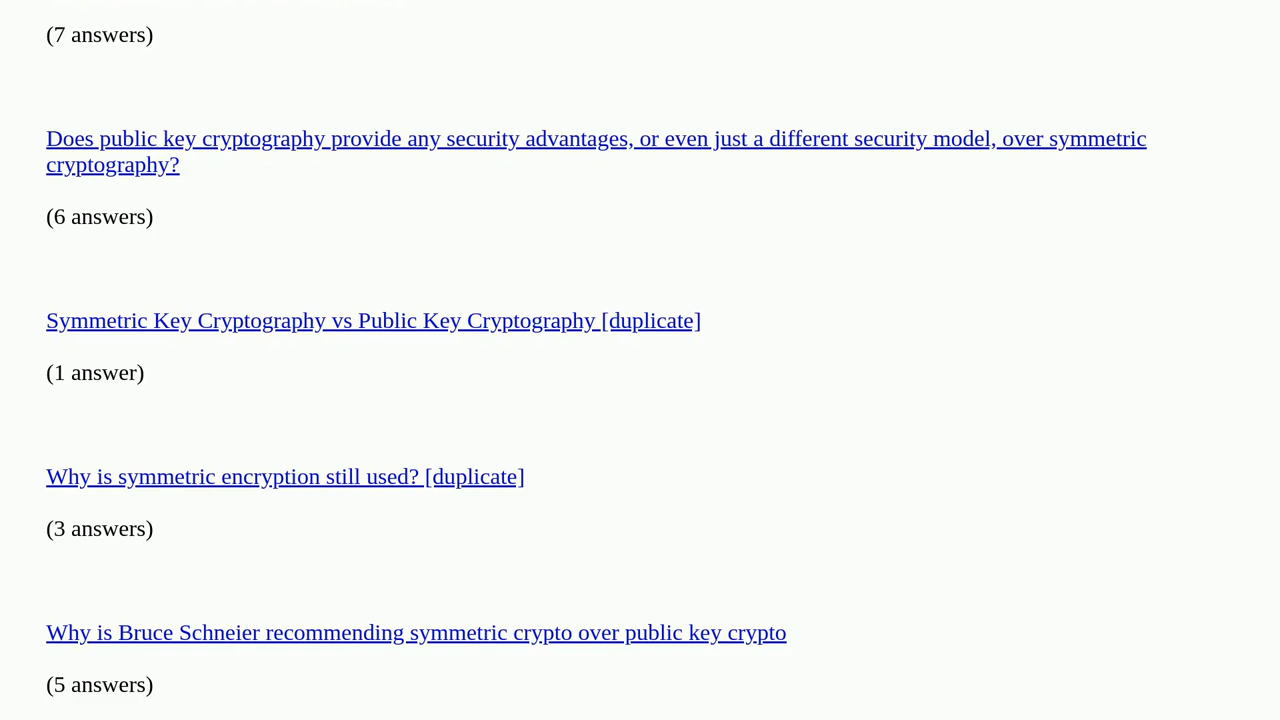 (7 answers)
Does public key cryptography provide any security advantages, or even just a different security model, over symmetric
cryptography?
(6 answers)
Symmetric Key Cryptography vs Public Key Cryptography [duplicate]
(1 answer)
Why is symmetric encryption still used? [duplicate]
(3 answers)
Why is Bruce Schneier recommending symmetric crypto over public key crypto
(5 answers)